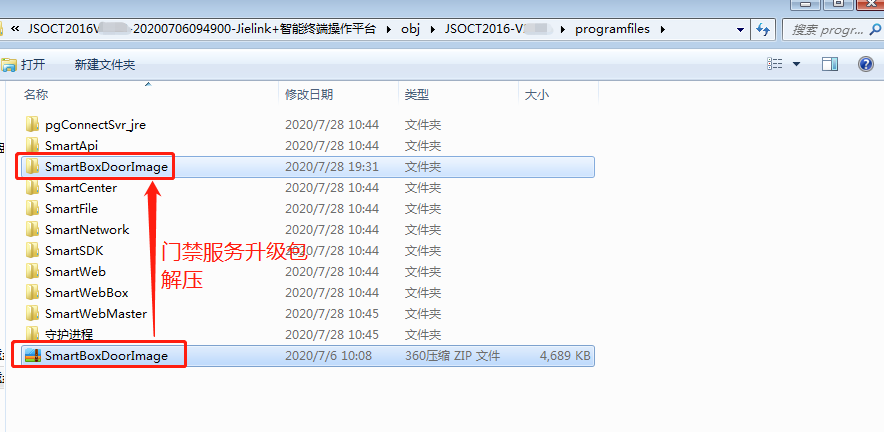 « JSOCT2016V -20200706094900-Jielink+智能终端操作平台 ▸ obj ▸ JSOCT2016-V ▸ programfiles ▸ 搜索 progr...
打开 新建文件夹
名称 修改日期 类型 大小
pgConnectSvr_jre 2020/7/28 10:44 文件夹
SmartApi 2020/7/28 10:44 文件夹
SmartBoxDoorImage 2020/7/28 19:31 文件夹
SmartCenter 2020/7/28 10:44 文件夹
SmartFile 2020/7/28 10:44 文件夹
SmartNetwork 2020/7/28 10:44 文件夹
SmartSDK 2020/7/28 10:44 文件夹
SmartWeb 2020/7/28 10:44 文件夹
SmartWebBox 2020/7/28 10:44 文件夹
SmartWebMaster 2020/7/28 10:45 文件夹
守护进程 2020/7/28 10:45 文件夹
SmartBoxDoorImage 2020/7/6 10:08 360压缩 ZIP 文件 4,689 KB
门禁服务升级包
解压